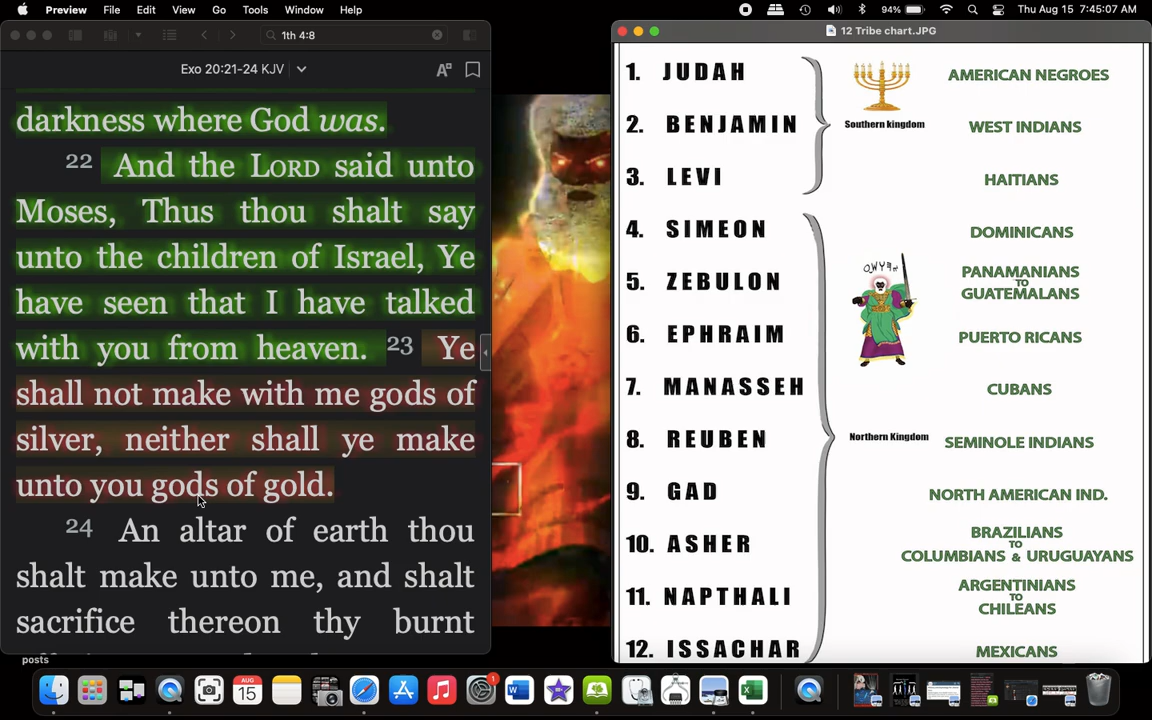 Preview File Edit View Go Tools Window Help 94% Thu Aug 15 7:45:07 AM
1th 4:8
12 Tribe chart.JPG
Exo 20:21-24 KJV
darkness where God was.
22 And the LORD said unto
Moses, Thus thou shalt say
unto the children of Israel, Ye
have seen that I have talked
with you from heaven. 23 Ye
shall not make with me gods of
silver, neither shall ye make
unto you gods of gold.
24 An altar of earth thou
shalt make unto me, and shalt
sacrifice thereon thy burnt
posts
1. JUDAH
2. BENJAMIN
3. LEVI
4. SIMEON
5. ZEBULON
6. EPHRAIM
7. MANASSEH
8. REUBEN
9. GAD
10. ASHER
11. NAPTHALI
12. ISSACHAR
Southern kingdom
Northern Kingdom
AMERICAN NEGROES
WEST INDIANS
HAITIANS
DOMINICANS
PANAMANIANS
TO
GUATEMALANS
PUERTO RICANS
CUBANS
SEMINOLE INDIANS
NORTH AMERICAN IND.
BRAZILIANS
TO
COLUMBIANS & URUGUAYANS
ARGENTINIANS
TO
CHILEANS
MEXICANS
AUG
15
1